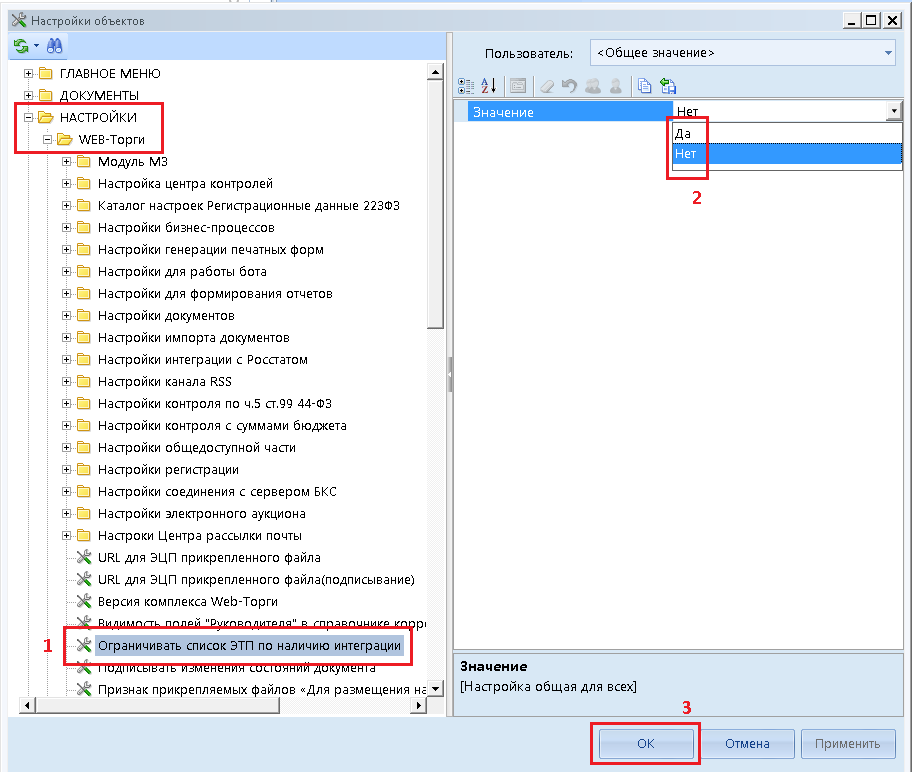 Настройки объектов
Пользователь: <Общее значение>
ГЛАВНОЕ МЕНЮ
ДОКУМЕНТЫ
НАСТРОЙКИ
WEB-Торги
Модуль МЗ
Настройка центра контролей
Каталог настроек Регистрационные данные 223ФЗ
Настройки бизнес-процессов
Настройки генерации печатных форм
Настройки для работы бота
Настройки для формирования отчетов
Настройки документов
Настройки импорта документов
Настройки интеграции с Росстатом
Настройки канала RSS
Настройки контроля по ч.5 ст.99 44-ФЗ
Настройки контроля с суммами бюджета
Настройки общедоступной части
Настройки регистрации
Настройки соединения с сервером БКС
Настройки электронного аукциона
Настроки Центра рассылки почты
URL для ЭЦП прикрепленного файла
URL для ЭЦП прикрепленного файла(подписывание)
Версия комплекса Web-Торги
Видимость полей "Руководителя" в справочнике корр
1 Ограничивать список ЭТП по наличию интеграции
Подписывать изменения состояний документа
Признак прикрепляемых файлов «Для размещения на
Значение Нет
Да
Нет
2
Значение
[Настройка общая для всех]
3
ОК Отмена Применить